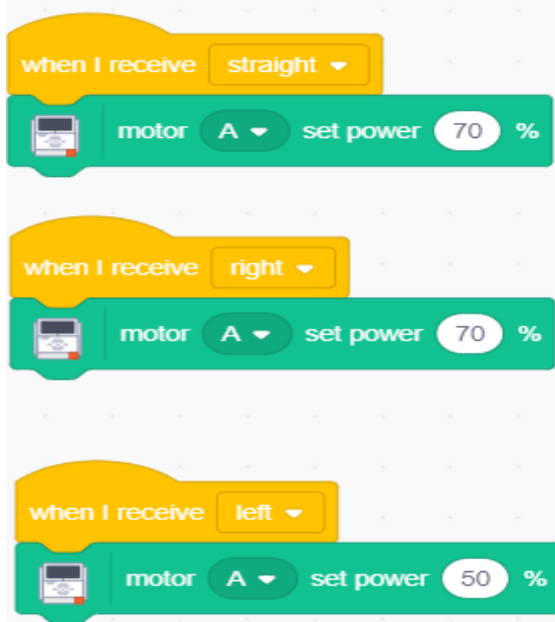 when I receive straight
motor A set power 70 %
when I receive right
motor A set power 70 %
when I receive left
motor A set power 50 %